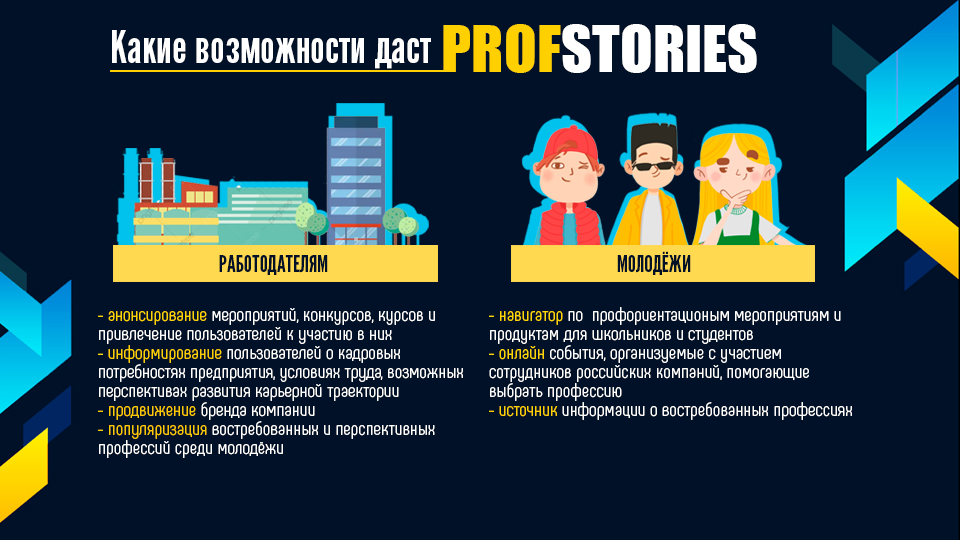 Какие возможности даст PROFSTORIES
РАБОТОДАТЕЛЯМ
- анонсирование мероприятий, конкурсов, курсов и
привлечение пользователей к участию в них
- информирование пользователей о кадровых
потребностях предприятия, условиях труда, возможных
перспективах развития карьерной траектории
- продвижение бренда компании
- популяризация востребованных и перспективных
профессий среди молодёжи
МОЛОДЁЖИ
- навигатор по профориентационым мероприятиям и
продуктам для школьников и студентов
- онлайн события, организуемые с участием
сотрудников российских компаний, помогающие
выбрать профессию
- источник информации о востребованных профессиях